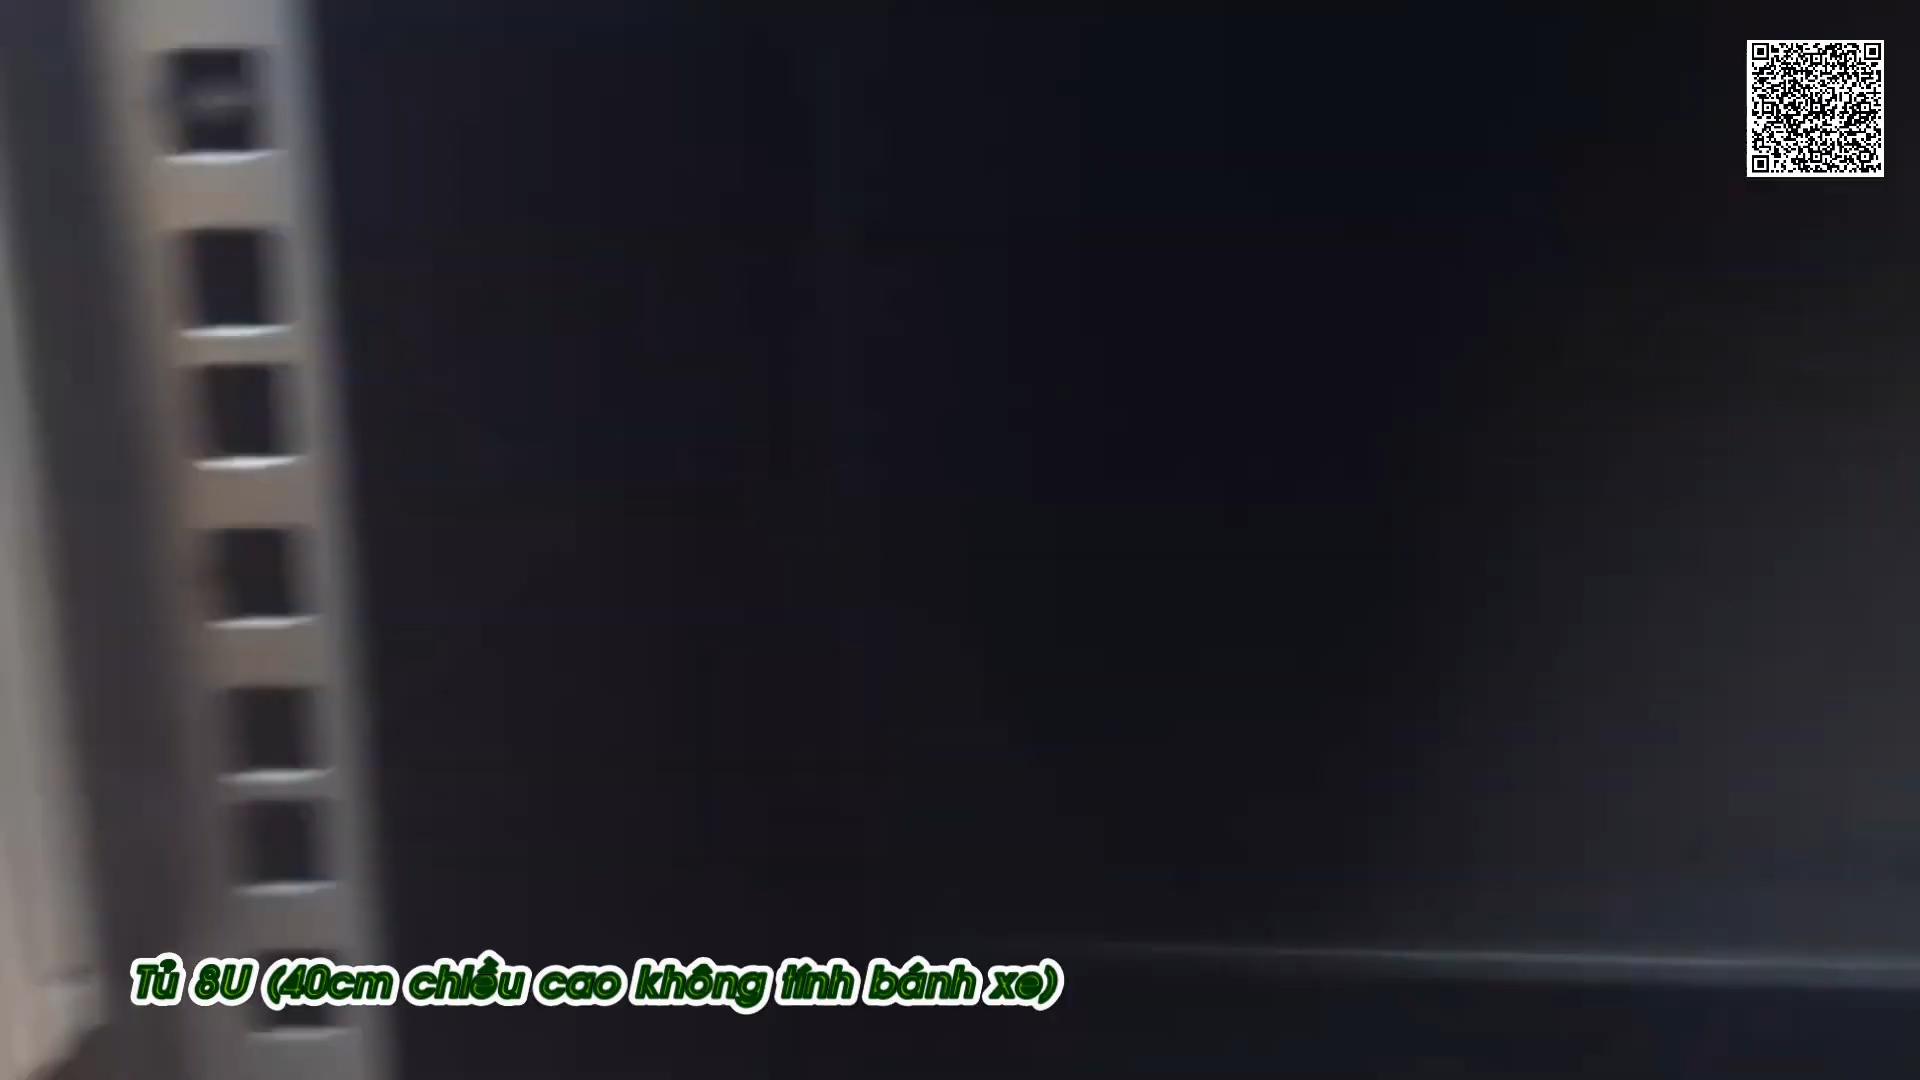 Tủ 8U (40cm chiều cao không tính bánh xe)